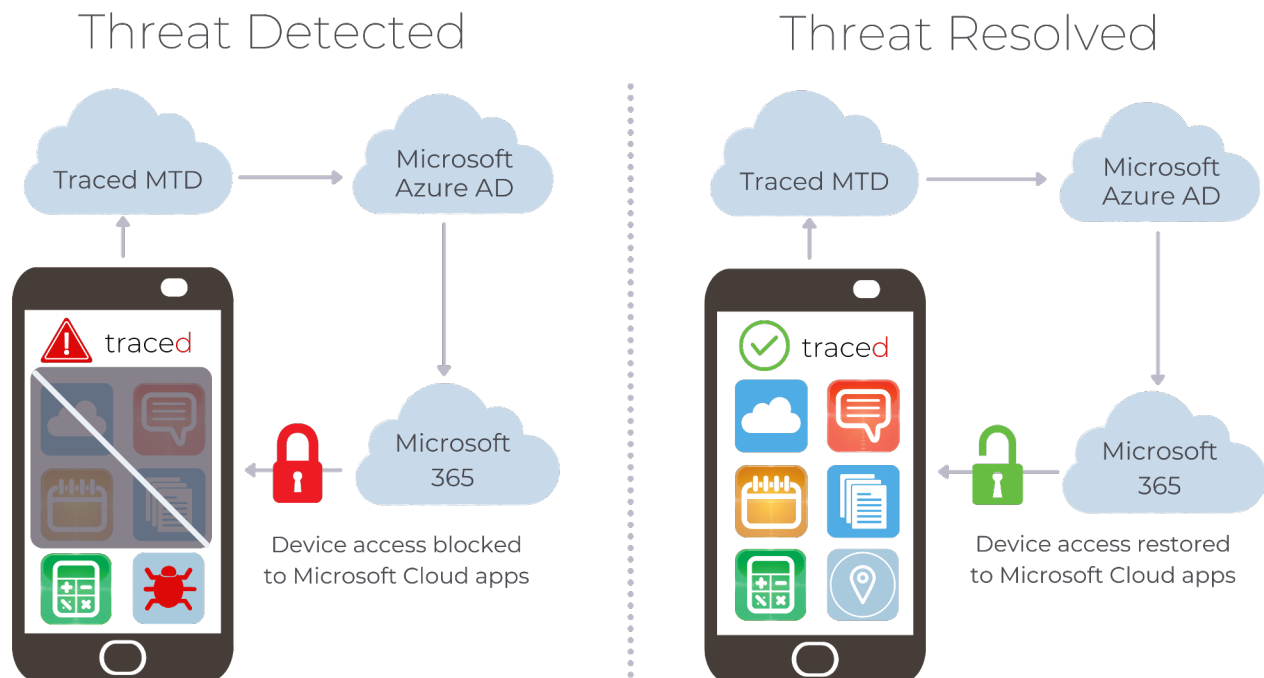 Threat Detected
Traced MTD
Microsoft
Azure AD
traced
Microsoft
365
Device access blocked
to Microsoft Cloud apps
Threat Resolved
Traced MTD
Microsoft
Azure AD
traced
Microsoft
365
Device access restored
to Microsoft Cloud apps